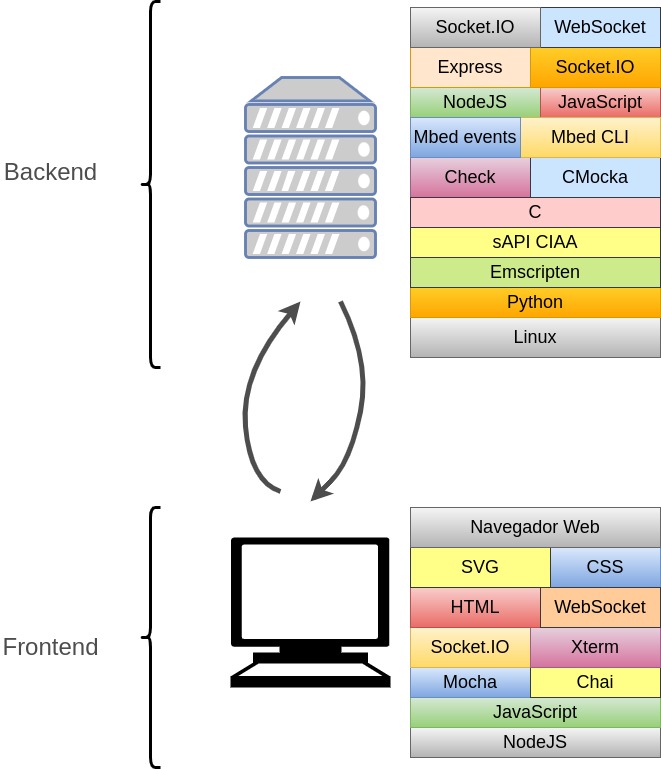 Backend
Socket.IO WebSocket
Express Socket.IO
NodeJS JavaScript
Mbed events Mbed CLI
Check CMocka
C
sAPI CIAA
Emscripten
Python
Linux
Frontend
Navegador Web
SVG CSS
HTML WebSocket
Socket.IO Xterm
Mocha Chai
JavaScript
NodeJS